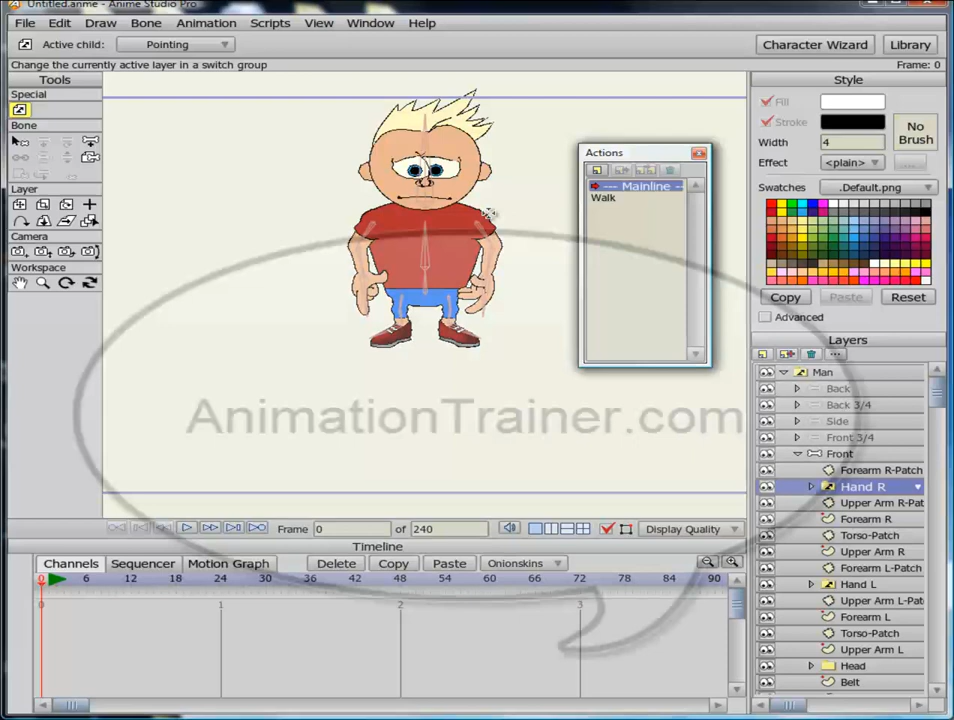 Untitled.anme - Anime Studio Pro
File Edit Draw Bone Animation Scripts View Window Help
Active child: Pointing Character Wizard Library
Change the currently active layer in a switch group Frame: 0
Tools Style
Special
Fill
Bone
Stroke
No Brush
Width 4
Effect <plain> ...
Layer
Swatches .Default.png
Camera
Workspace
Copy Paste Reset
Advanced
Actions
--- Mainline --
Walk
Layers
Man
Back
Back 3/4
Side
Front 3/4
Front
Forearm R-Patch
Hand R
Upper Arm R-Pat
Forearm R
Torso-Patch
Upper Arm R
Forearm L-Patch
Hand L
Upper Arm L-Pat
Forearm L
Torso-Patch
Upper Arm L
Head
Belt
AnimationTrainer.com
Frame 0 of 240 Display Quality
Timeline
Channels Sequencer Motion Graph Delete Copy Paste Onionskins
0 6 12 18 24 30 36 42 48 54 60 66 72 78 84 90
0 1 2 3